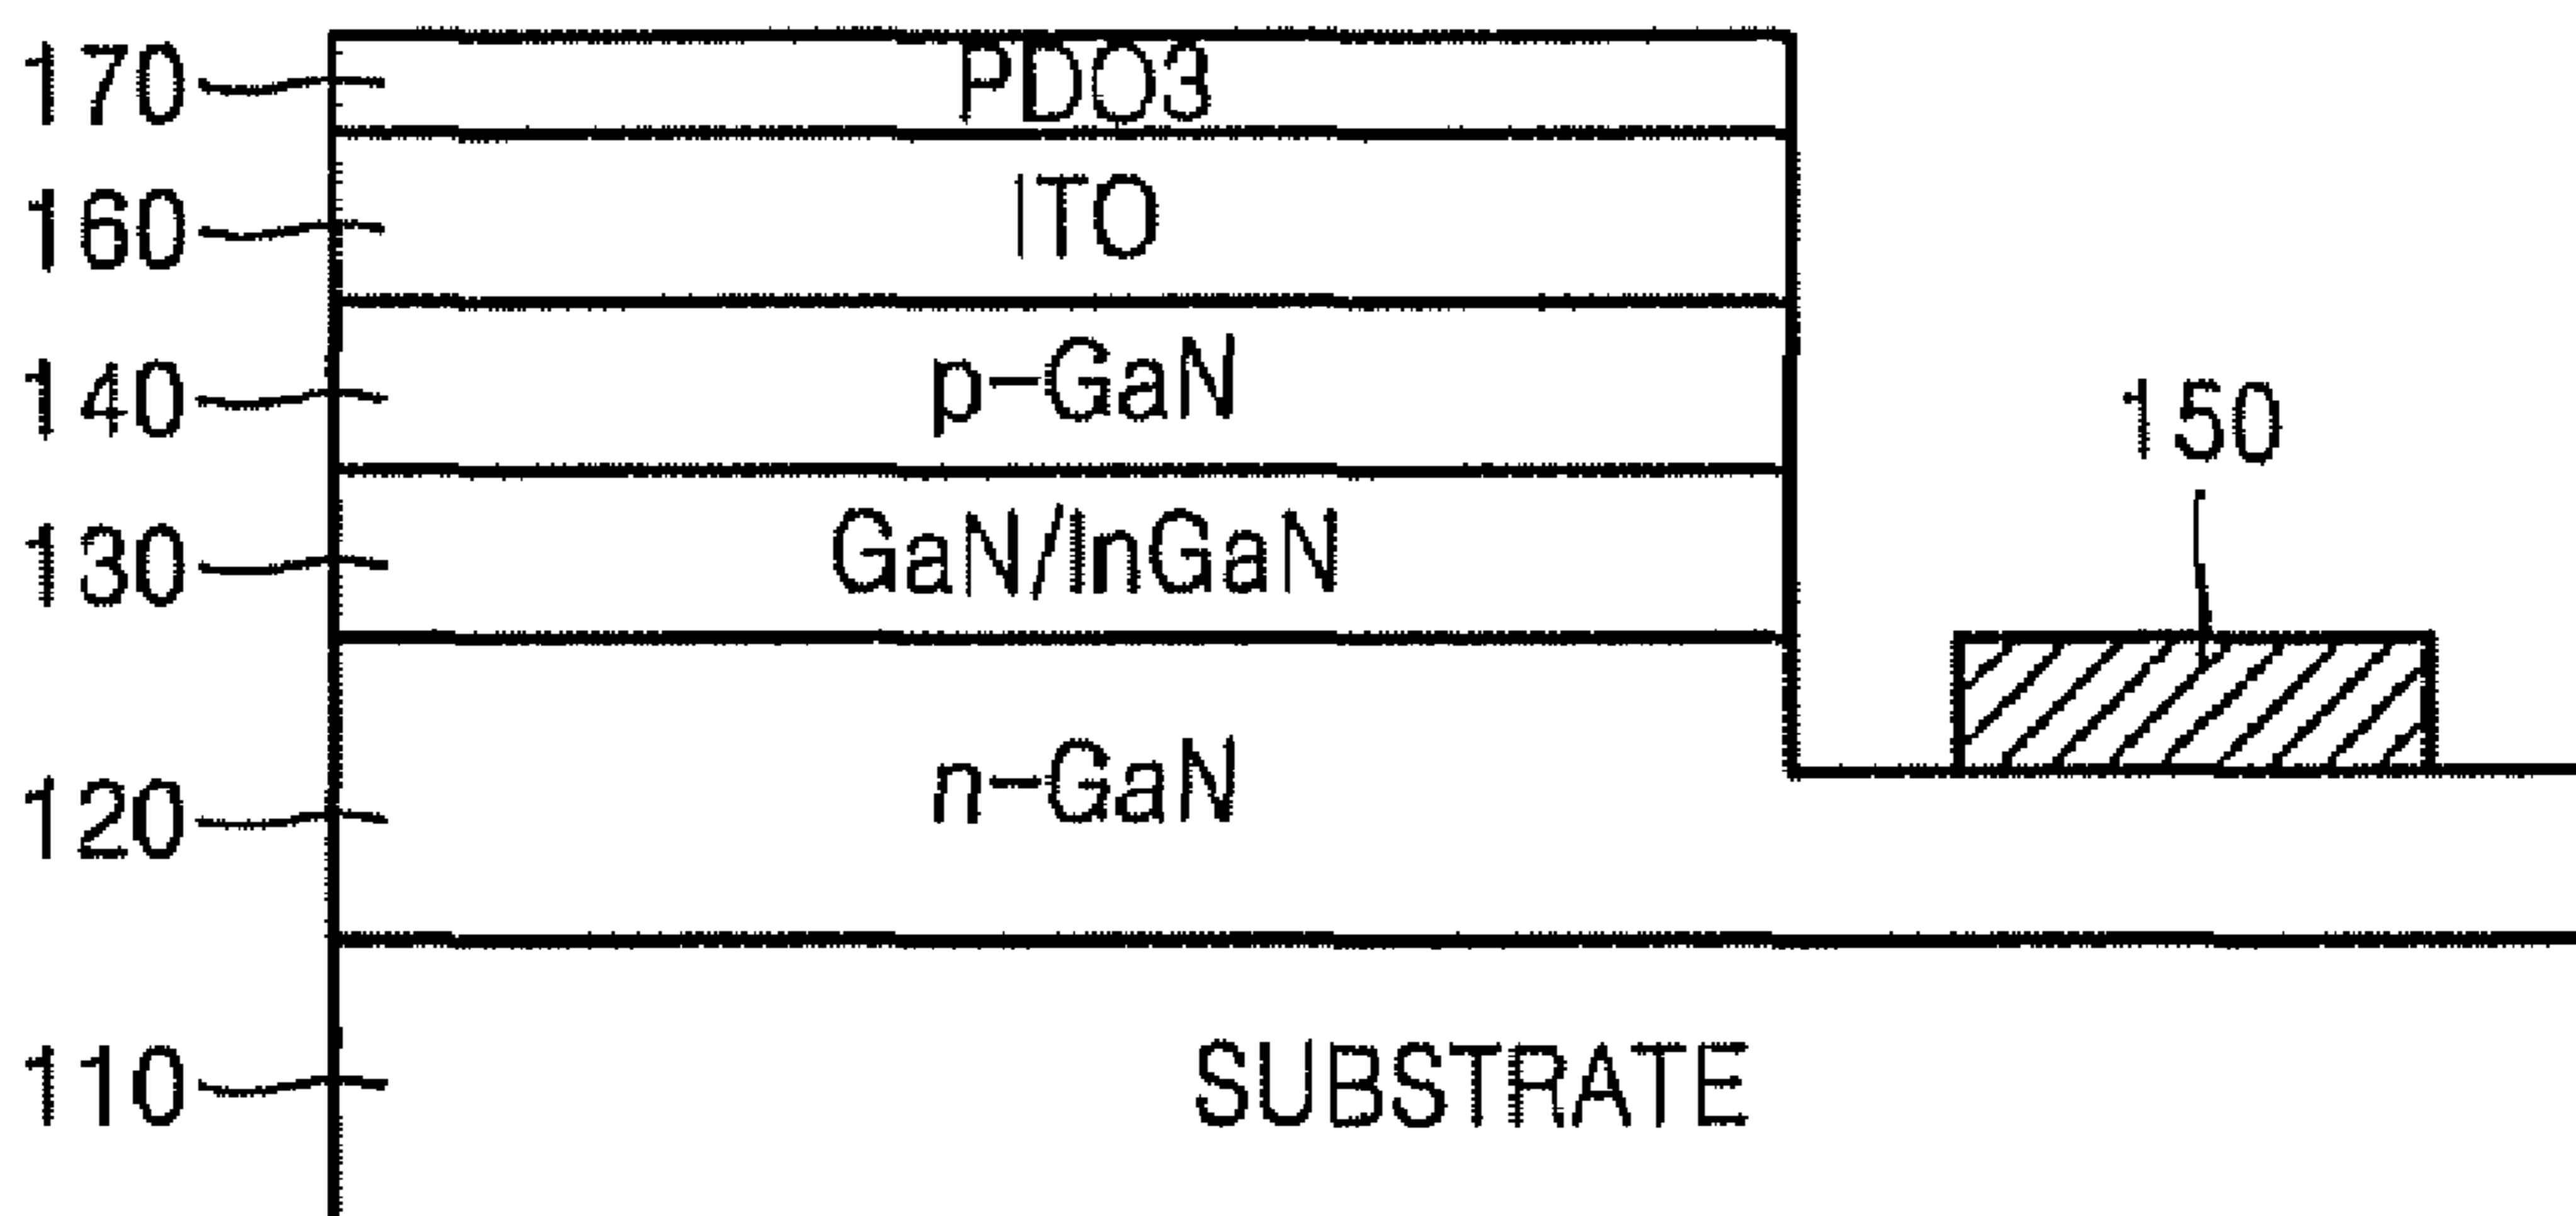 170 PDO3
160 ITO
140 p-GaN
150
130 GaN/InGaN
120 n-GaN
110 SUBSTRATE